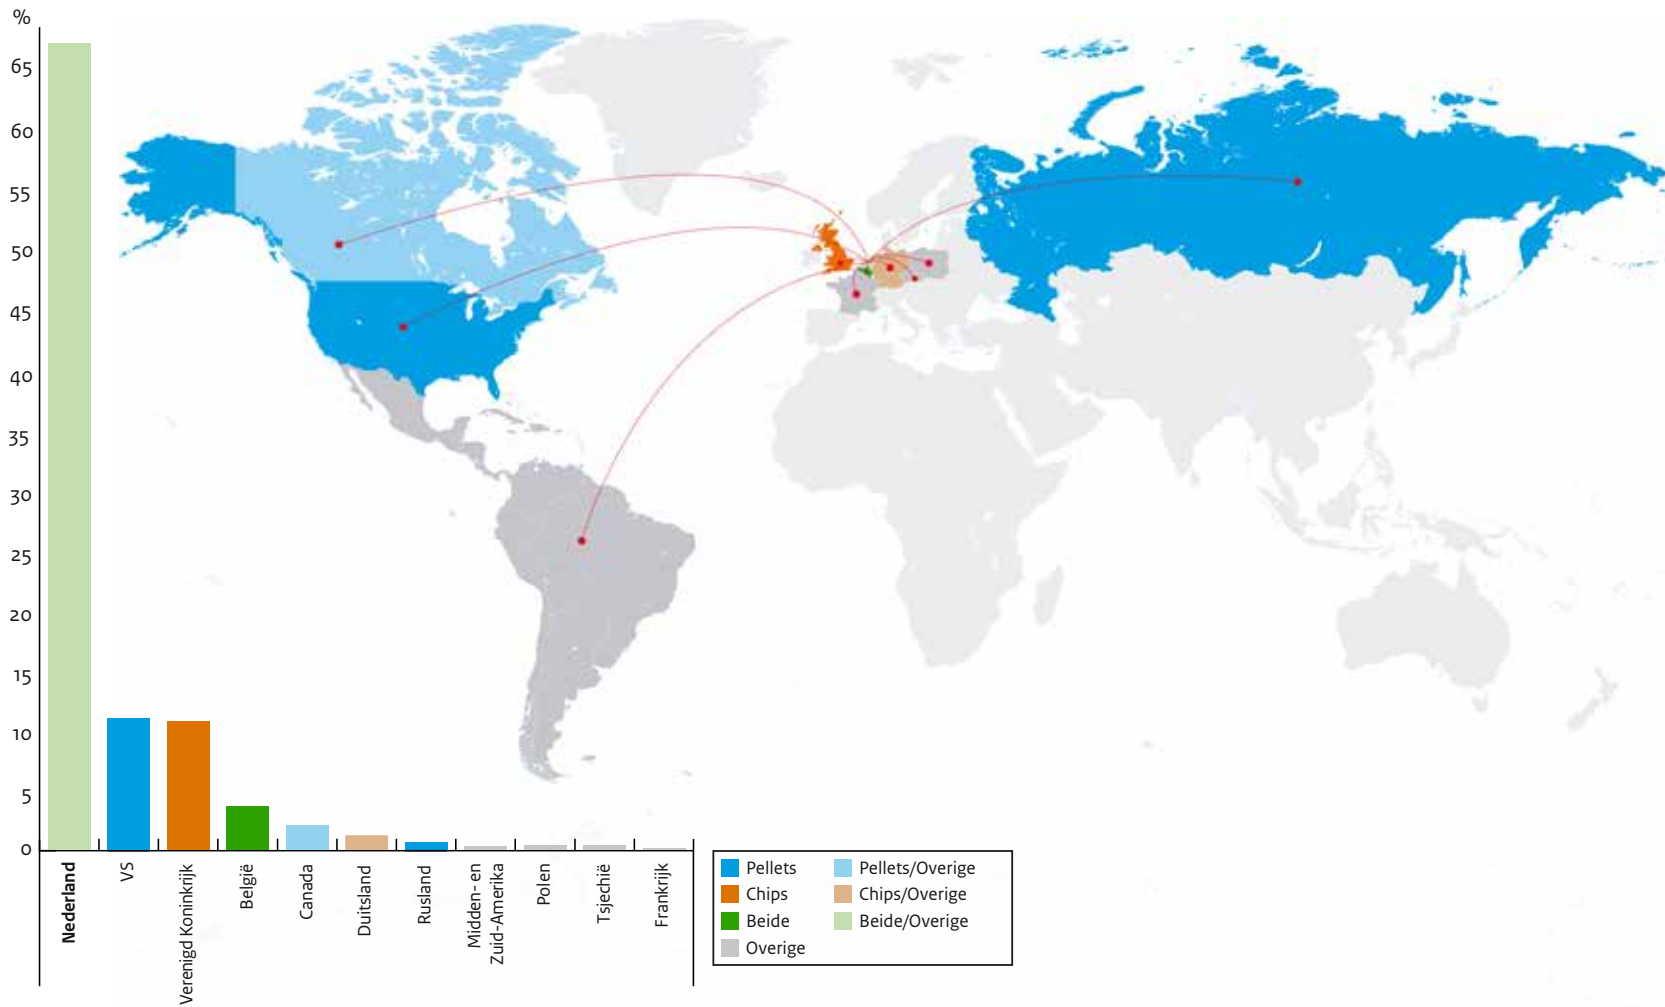 %
65
60
55
50
45
40
35
30
25
20
15
10
5
0
Nederland
VS
Verenigd Koninkrijk
België
Canada
Duitsland
Rusland
Midden- en
Zuid-Amerika
Polen
Tsjechië
Frankrijk
Pellets
Pellets/Overige
Chips
Chips/Overige
Beide
Beide/Overige
Overige